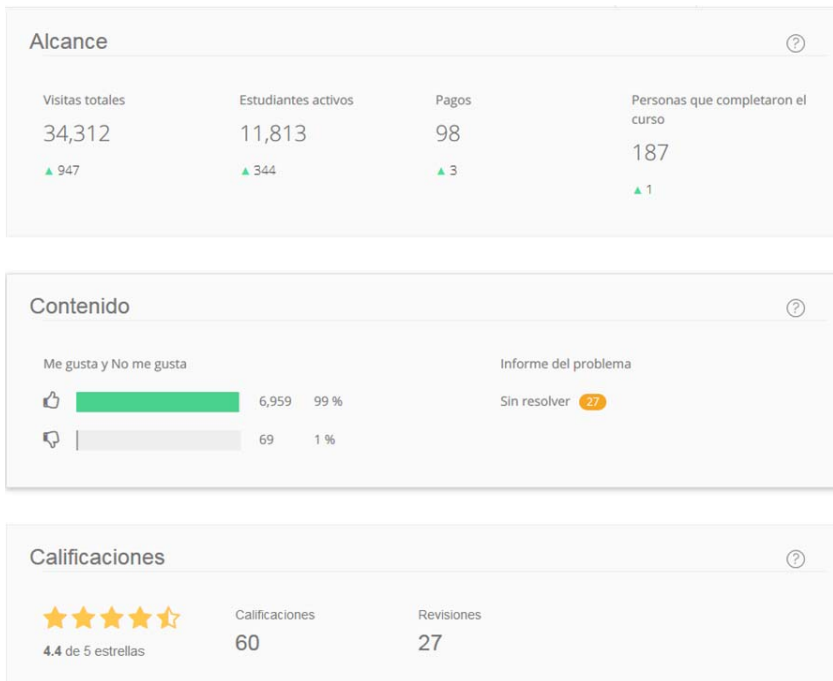 Alcance
?
Visitas totales
34,312
▲ 947
Estudiantes activos
11,813
▲ 344
Pagos
98
▲ 3
Personas que completaron el
curso
187
▲ 1
Contenido
?
Me gusta y No me gusta
6,959 99 %
69 1 %
Informe del problema
Sin resolver 27
Calificaciones
?
4.4 de 5 estrellas
Calificaciones
60
Revisiones
27